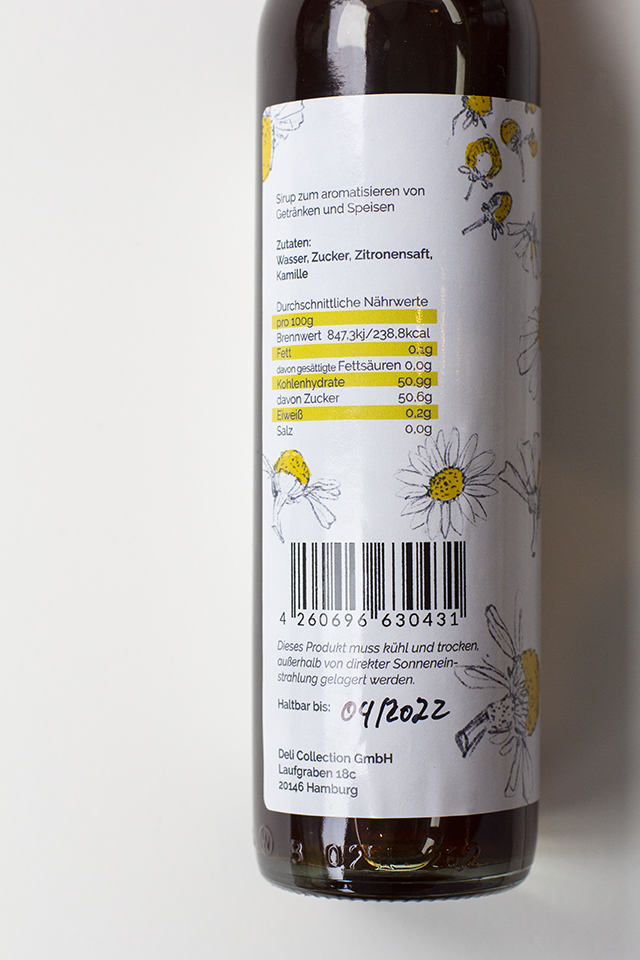 Sirup zum aromatisieren von
Getränken und Speisen
Zutaten:
Wasser, Zucker, Zitronensaft,
Kamille
Durchschnittliche Nährwerte
pro 100g
Brennwert 847,3kj/238,8kcal
Fett 0,1g
davon gesättigte Fettsäuren 0,0g
Kohlenhydrate 50,9g
davon Zucker 50,6g
Eiweiß 0,2g
Salz 0,0g
4 260696 630431
Dieses Produkt muss kühl und trocken,
außerhalb von direkter Sonnenein-
strahlung gelagert werden.
Haltbar bis: 04/2022
Deli Collection GmbH
Laufgraben 18c
20146 Hamburg